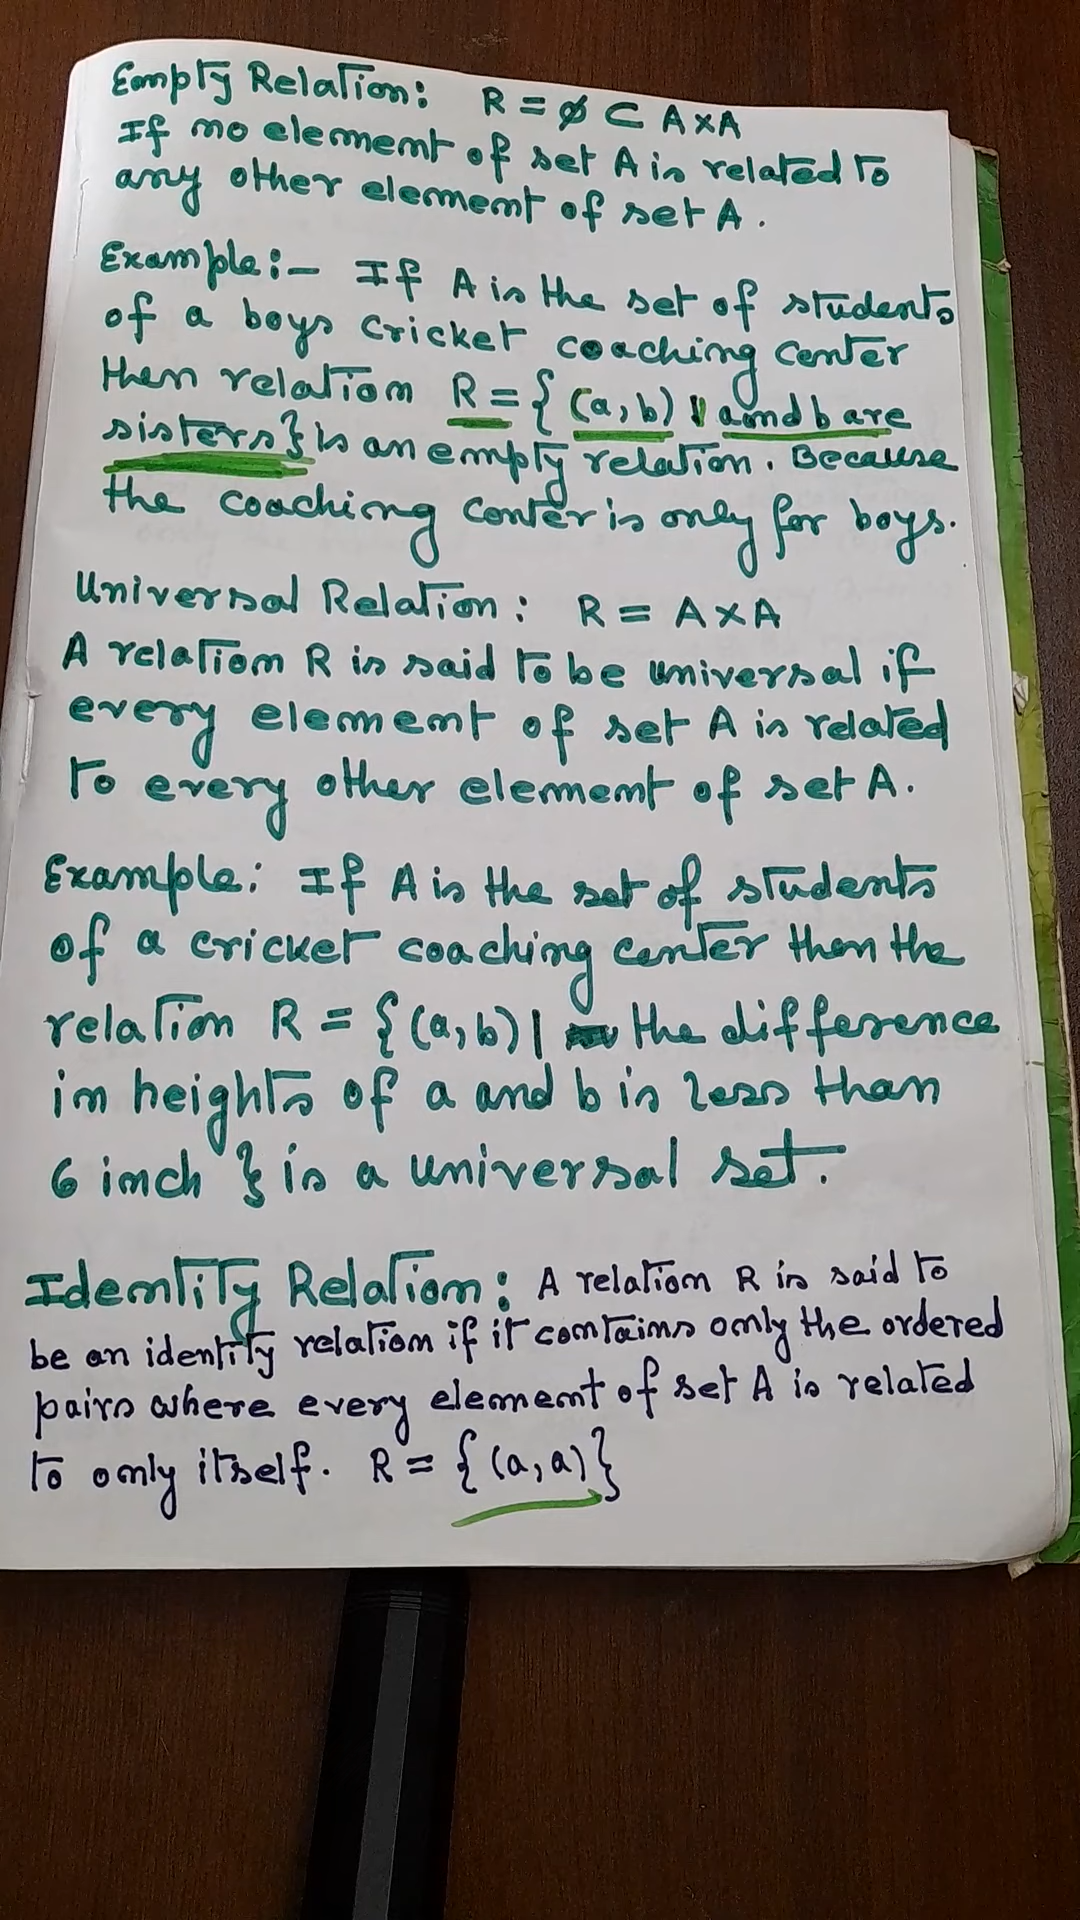 Empty Relation: R = ∅ ⊂ A×A
If no element of set A is related to
any other element of set A.
Example:- If A is the set of students
of a boys cricket coaching center
then relation R = { (a, b) | a and b are
sisters} is an empty relation. Because
the coaching center is only for boys.
Universal Relation: R = A×A
A relation R is said to be universal if
every element of set A is related
to every other element of set A.
Example: If A is the set of students
of a cricket coaching center then the
relation R = {(a, b) | the difference
in heights of a and b is less than
6 inch } is a universal set.
Identity Relation: A relation R is said to
be an identity relation if it contains only the ordered
pairs where every element of set A is related
to only itself. R = {(a, a)}